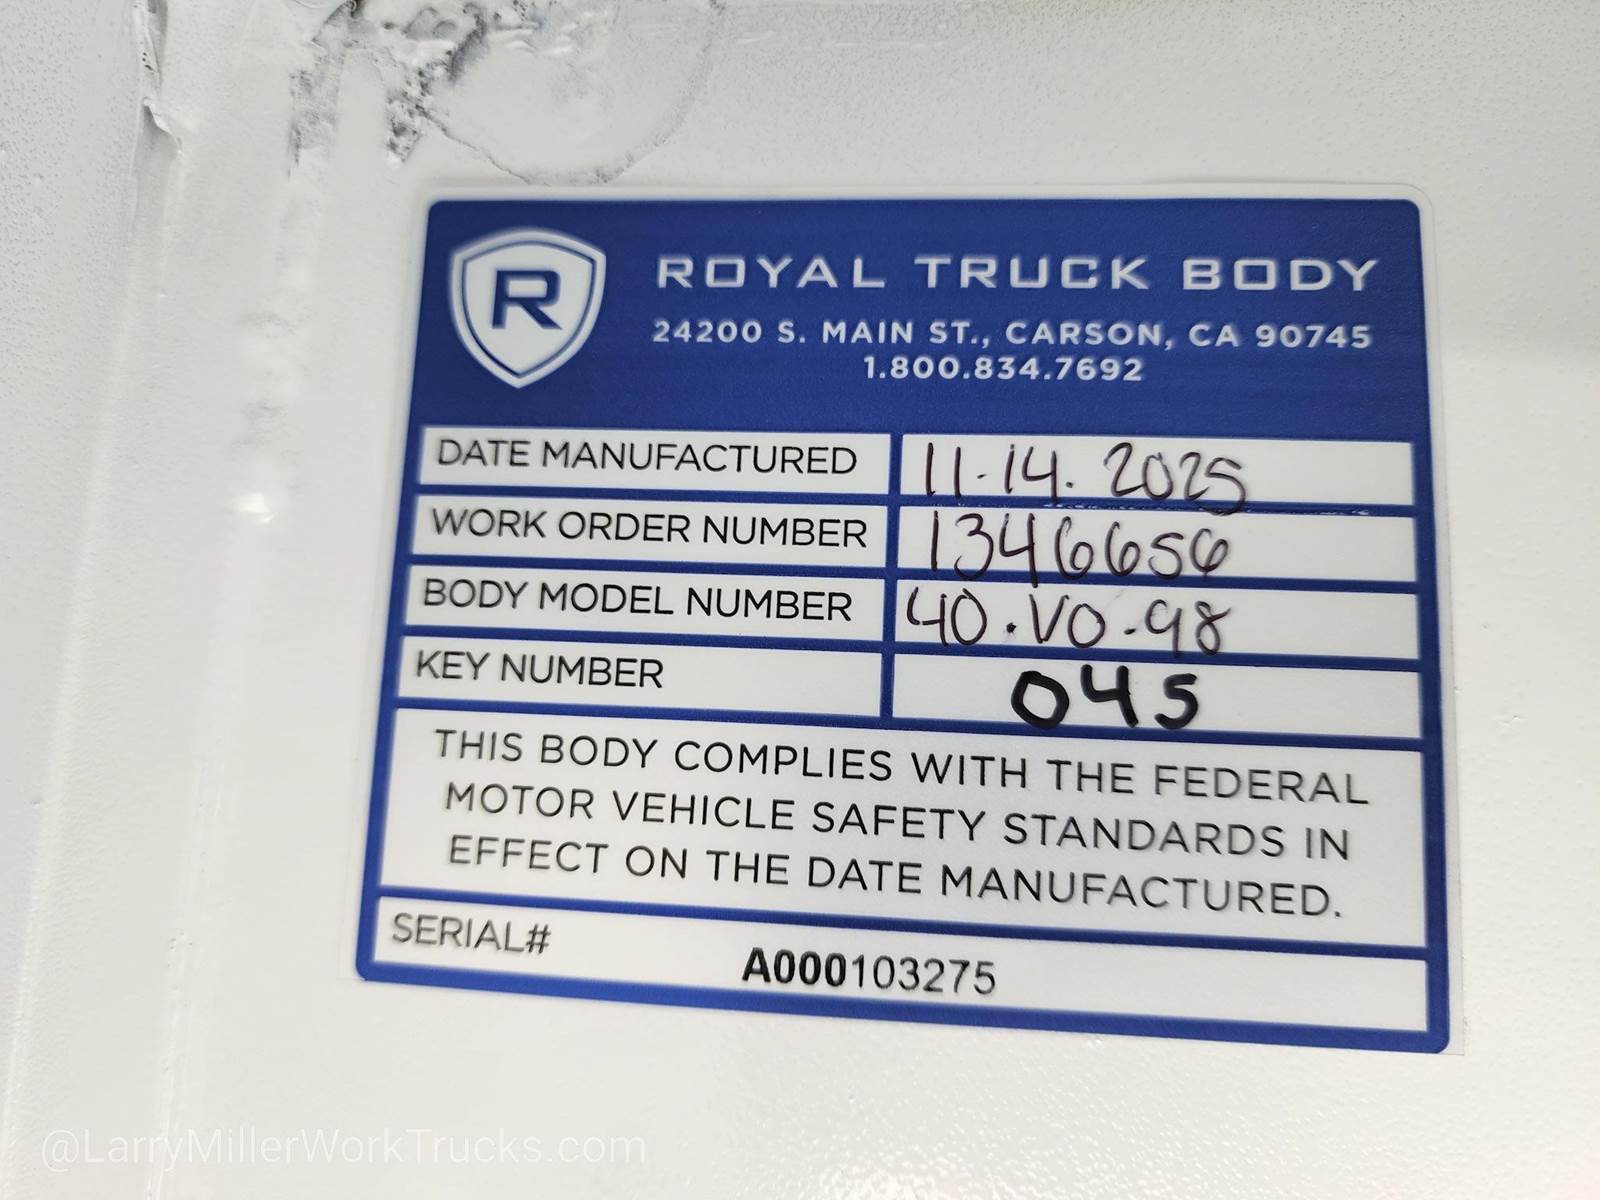 R
ROYAL TRUCK BODY
24200 S. MAIN ST., CARSON, CA 90745
1.800.834.7692
DATE MANUFACTURED 11-14. 2025
WORK ORDER NUMBER 1346656
BODY MODEL NUMBER 40.VO-98
KEY NUMBER 045
THIS BODY COMPLIES WITH THE FEDERAL
MOTOR VEHICLE SAFETY STANDARDS IN
EFFECT ON THE DATE MANUFACTURED.
SERIAL# A000103275
@LarryMillerWorkTrucks.com